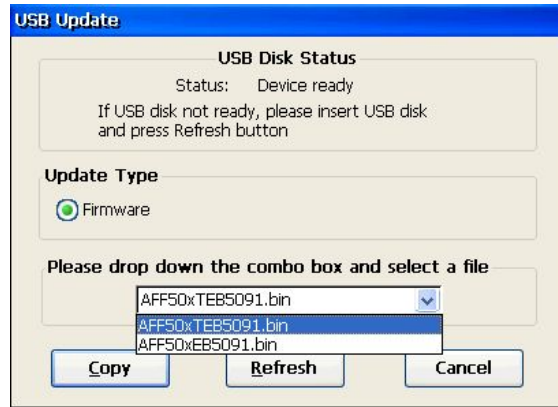 USB Update
USB Disk Status
Status: Device ready
If USB disk not ready, please insert USB disk
and press Refresh button
Update Type
Firmware
Please drop down the combo box and select a file
AFF50xTEB5091.bin
AFF50xTEB5091.bin
AFF50xEB5091.bin
Copy Refresh Cancel